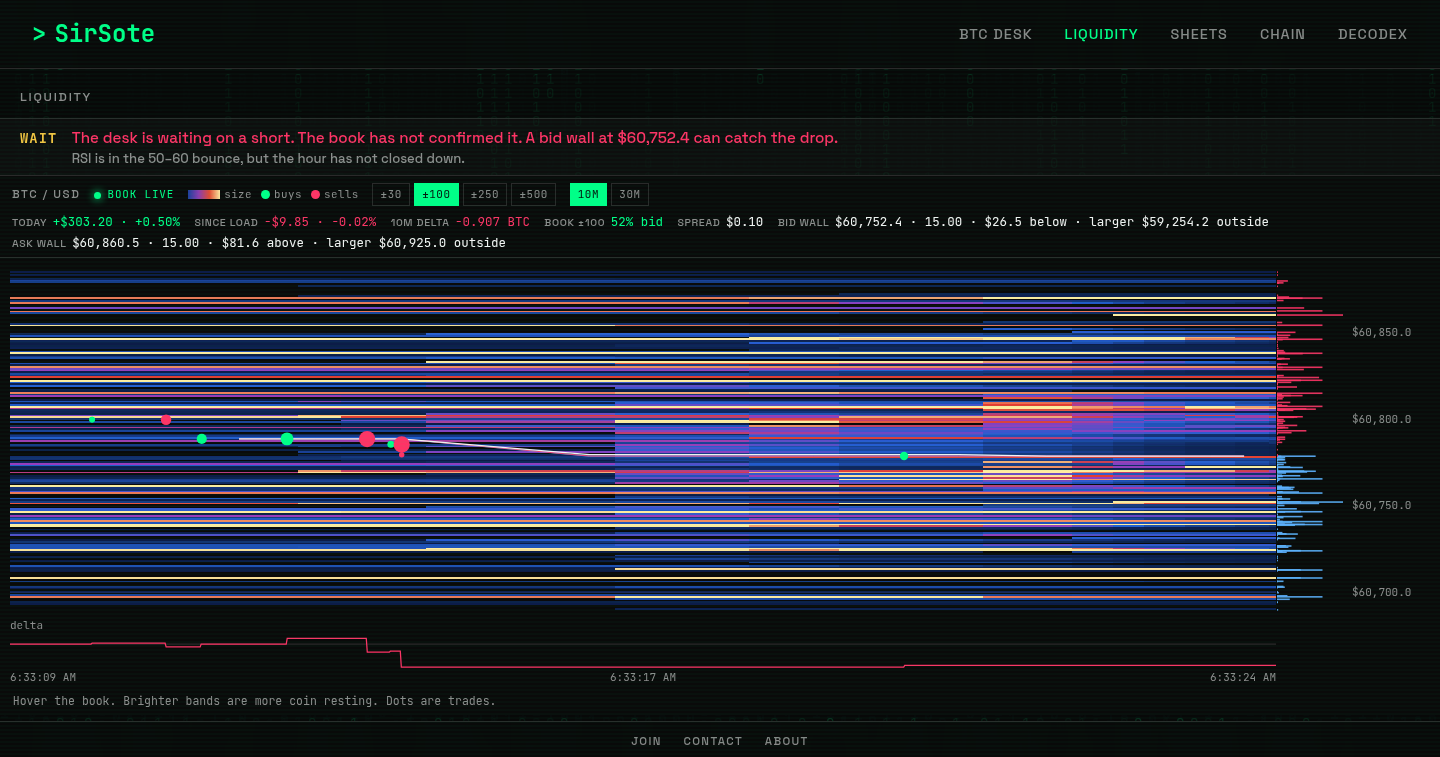 > SirSote
BTC DESK LIQUIDITY SHEETS CHAIN DECODEX
LIQUIDITY
WAIT The desk is waiting on a short. The book has not confirmed it. A bid wall at $60,752.4 can catch the drop.
RSI is in the 50–60 bounce, but the hour has not closed down.
BTC / USD BOOK LIVE size buys sells ±30 ±100 ±250 ±500 10M 30M
TODAY +$303.20 · +0.50% SINCE LOAD -$9.85 · -0.02% 10M DELTA -0.907 BTC BOOK ±100 52% bid SPREAD $0.10 BID WALL $60,752.4 · 15.00 · $26.5 below · larger $59,254.2 outside
ASK WALL $60,860.5 · 15.00 · $81.6 above · larger $60,925.0 outside
$60,850.0
$60,800.0
$60,750.0
$60,700.0
delta
6:33:09 AM 6:33:17 AM 6:33:24 AM
Hover the book. Brighter bands are more coin resting. Dots are trades.
JOIN CONTACT ABOUT